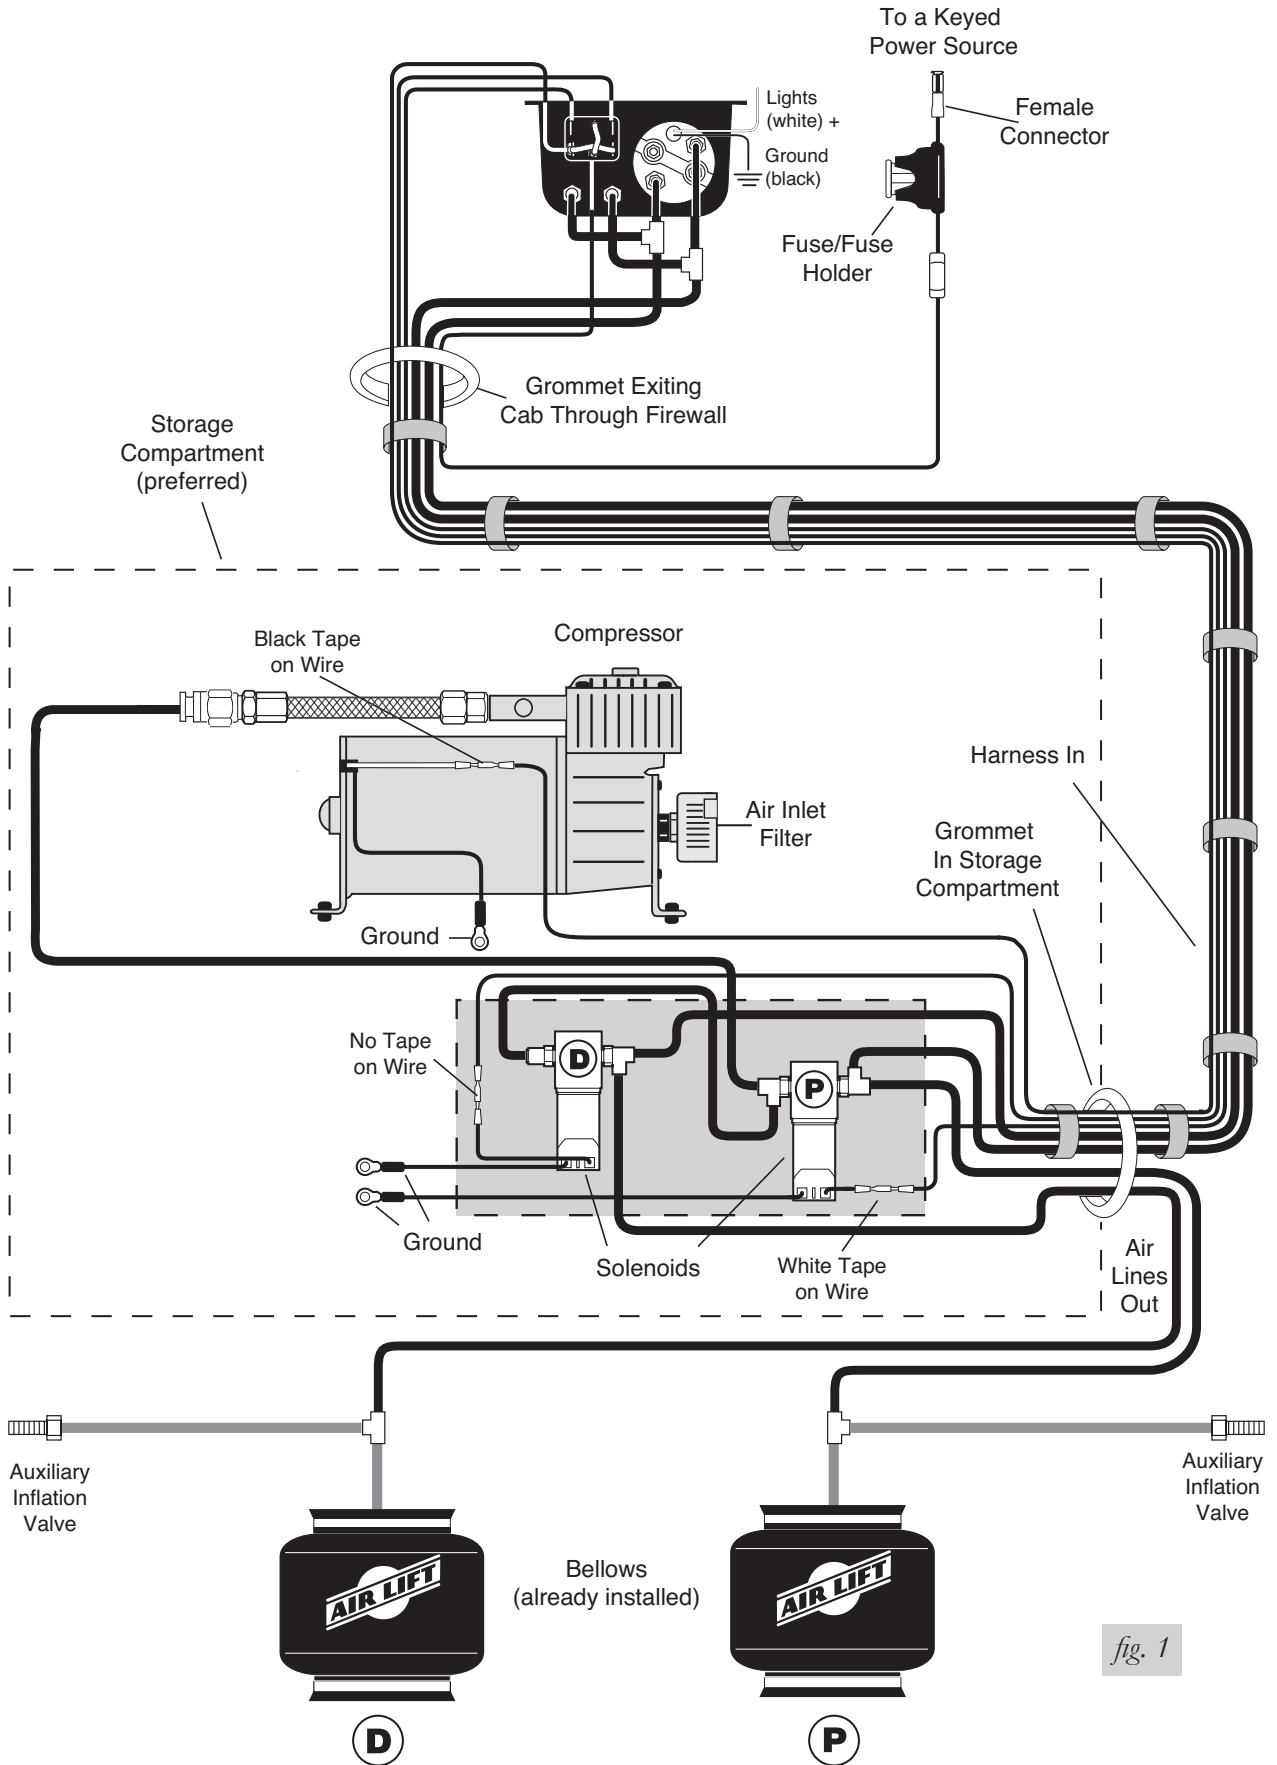 To a Keyed
Power Source
Lights
(white) +
Ground
(black)
Female
Connector
Fuse/Fuse
Holder
Grommet Exiting
Cab Through Firewall
Storage
Compartment
(preferred)
Black Tape
on Wire
Compressor
Harness In
Air Inlet
Filter
Grommet
In Storage
Compartment
Ground
No Tape
on Wire
D
P
Ground
Solenoids
White Tape
on Wire
Air
Lines
Out
Auxiliary
Inflation
Valve
Auxiliary
Inflation
Valve
AIR LIFT
Bellows
(already installed)
AIR LIFT
fig. 1
D
P